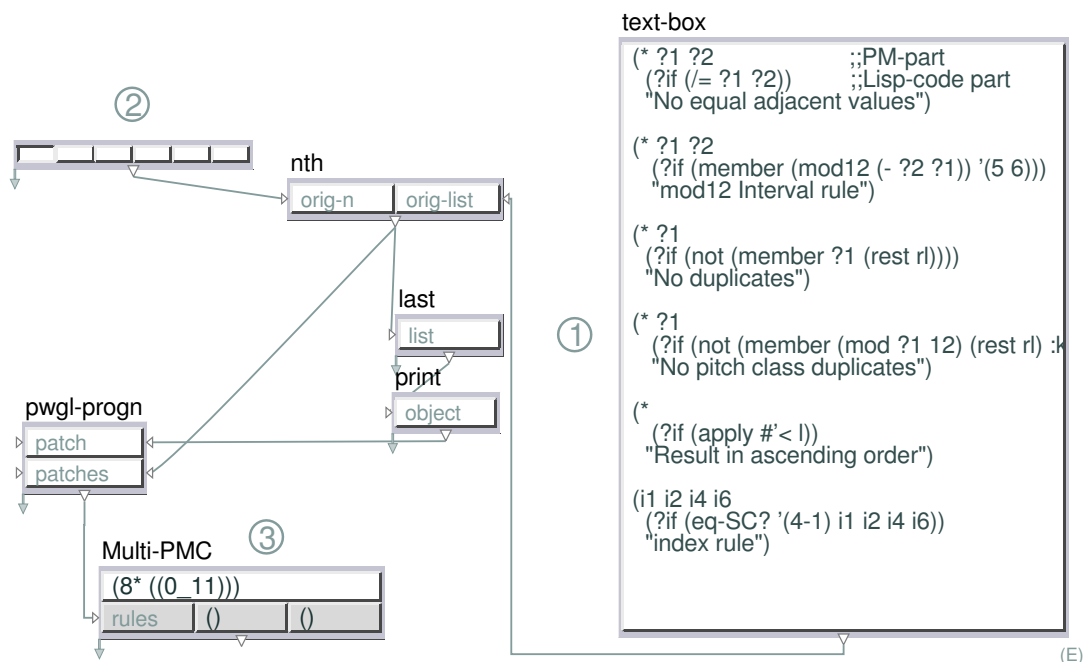 text-box
(* ?1 ?2 ;;PM-part
(?if (/= ?1 ?2)) ;;Lisp-code part
"No equal adjacent values")
(* ?1 ?2
(?if (member (mod12 (- ?2 ?1)) '(5 6)))
"mod12 Interval rule")
(* ?1
(?if (not (member ?1 (rest rl))))
"No duplicates")
(* ?1
(?if (not (member (mod ?1 12) (rest rl) :k
"No pitch class duplicates")
(*
(?if (apply #'< l))
"Result in ascending order")
(i1 i2 i4 i6
(?if (eq-SC? '(4-1) i1 i2 i4 i6))
"index rule")
2
nth
orig-n orig-list
last
list
1
print
object
pwgl-progn
patch
patches
3
Multi-PMC
(8* ((0_11)))
rules () ()
(E)